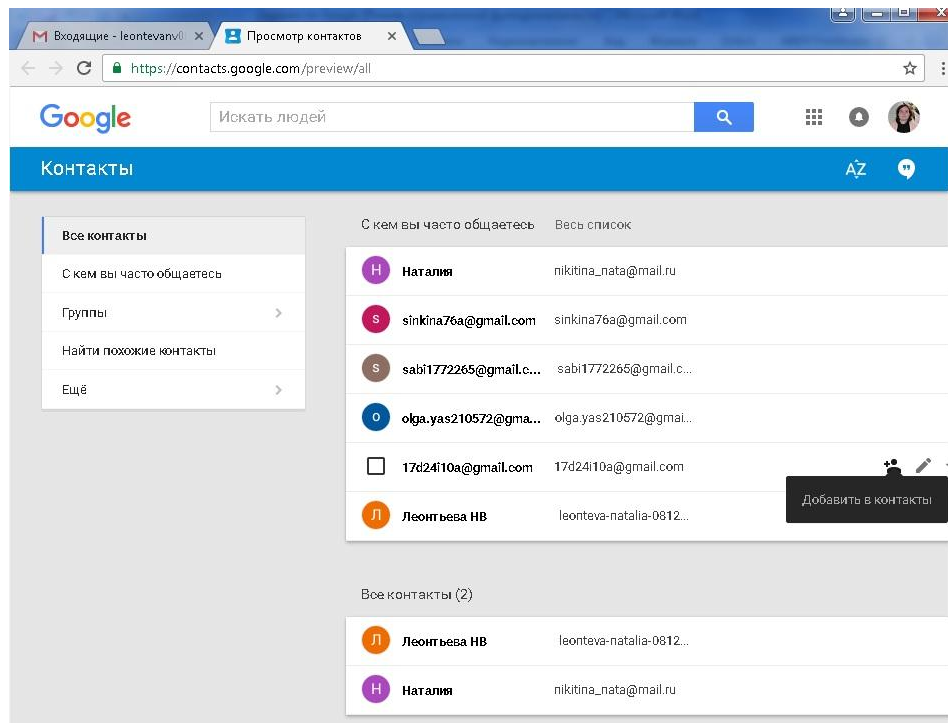 Входящие - leontevanv0
Просмотр контактов
https://contacts.google.com/preview/all
Google
Искать людей
Контакты
AZ
Все контакты
С кем вы часто общаетесь
Группы
Найти похожие контакты
Ещё
С кем вы часто общаетесь Весь список
Н Наталия nikitina_nata@mail.ru
S sinkina76a@gmail.com sinkina76a@gmail.com
S sabi1772265@gmail.c... sabi1772265@gmail.c...
O olga.yas210572@gma... olga.yas210572@gmai...
17d24i10a@gmail.com 17d24i10a@gmail.com
Добавить в контакты
Л Леонтьева НВ leonteva-natalia-0812...
Все контакты (2)
Л Леонтьева НВ leonteva-natalia-0812...
Н Наталия nikitina_nata@mail.ru